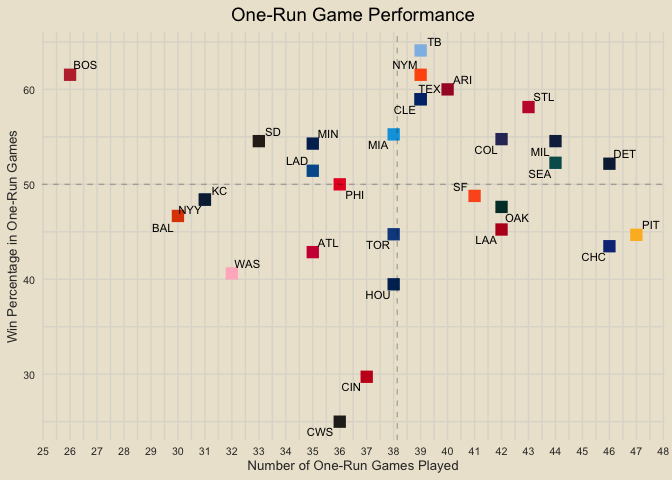 One-Run Game Performance
TB
BOS
NYM
ARI
TEX
STL
CLE
SD
MIN
MIA
COL
MIL
DET
LAD
SEA
KC
PHI
SF
NYY
BAL
OAK
PIT
LAA
TOR
ATL
CHC
WAS
HOU
CIN
CWS
60
50
40
30
Win Percentage in One-Run Games
25 26 27 28 29 30 31 32 33 34 35 36 37 38 39 40 41 42 43 44 45 46 47 48
Number of One-Run Games Played